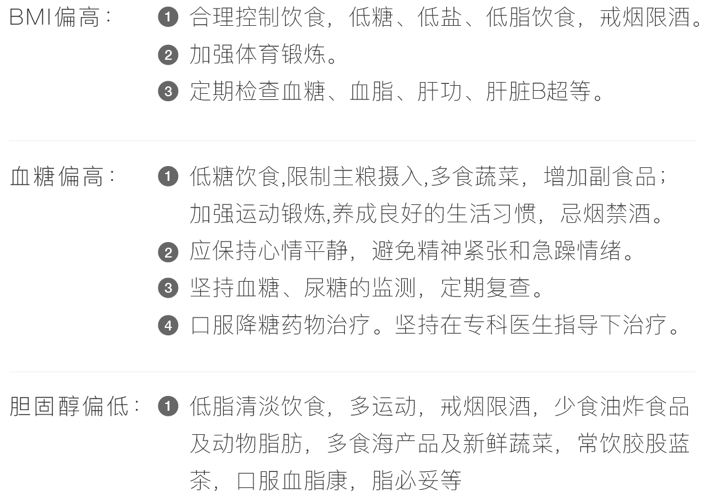 BMI偏高： ❶ 合理控制饮食，低糖、低盐、低脂饮食，戒烟限酒。
❷ 加强体育锻炼。
❸ 定期检查血糖、血脂、肝功、肝脏B超等。
血糖偏高： ❶ 低糖饮食,限制主粮摄入,多食蔬菜，增加副食品；
加强运动锻炼,养成良好的生活习惯，忌烟禁酒。
❷ 应保持心情平静，避免精神紧张和急躁情绪。
❸ 坚持血糖、尿糖的监测，定期复查。
❹ 口服降糖药物治疗。坚持在专科医生指导下治疗。
胆固醇偏低： ❶ 低脂清淡饮食，多运动，戒烟限酒，少食油炸食品
及动物脂肪，多食海产品及新鲜蔬菜，常饮胶股蓝
茶，口服血脂康，脂必妥等